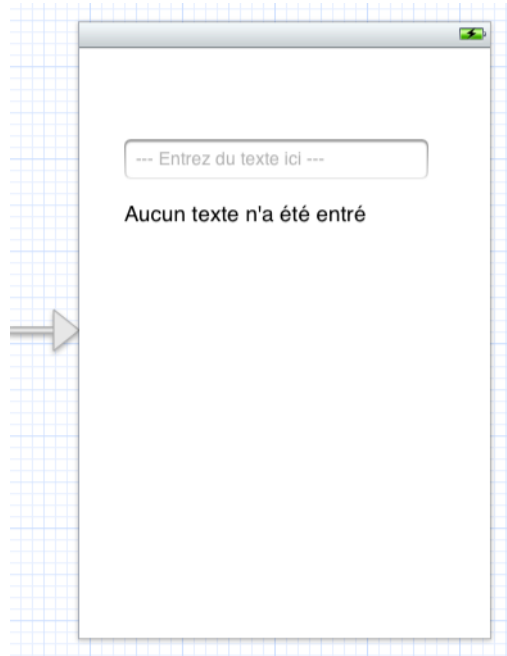 --- Entrez du texte ici ---
Aucun texte n'a été entré